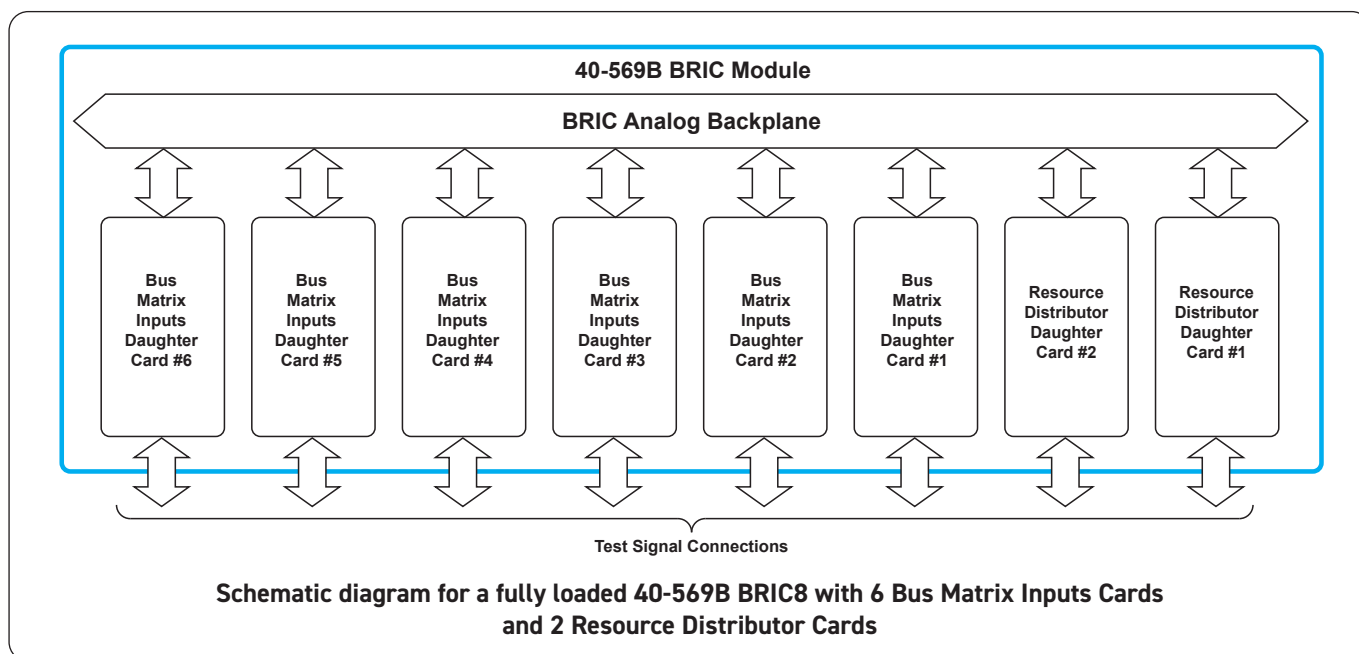 40-569B BRIC Module
BRIC Analog Backplane
Bus
Matrix
Inputs
Daughter
Card #6
Bus
Matrix
Inputs
Daughter
Card #5
Bus
Matrix
Inputs
Daughter
Card #4
Bus
Matrix
Inputs
Daughter
Card #3
Bus
Matrix
Inputs
Daughter
Card #2
Bus
Matrix
Inputs
Daughter
Card #1
Resource
Distributor
Daughter
Card #2
Resource
Distributor
Daughter
Card #1
Test Signal Connections
Schematic diagram for a fully loaded 40-569B BRIC8 with 6 Bus Matrix Inputs Cards
and 2 Resource Distributor Cards